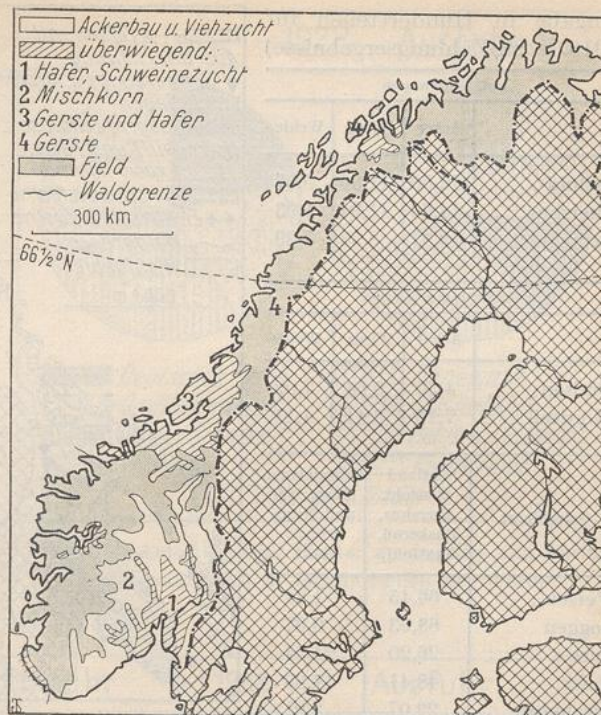 Ackerbau u. Viehzucht
überwiegend:
1 Hafer, Schweinezucht
2 Mischkorn
3 Gerste und Hafer
4 Gerste
Fjeld
Waldgrenze
300 km
66½°N
4
4
3
2
1